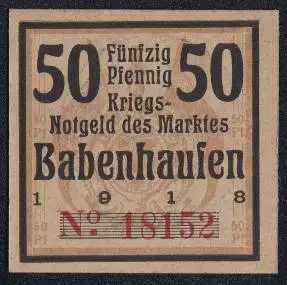 50 Fünfzig Pfennig 50
Kriegs-
Notgeld des Marktes
Babenhausen
1 9 1 8
No. 18152